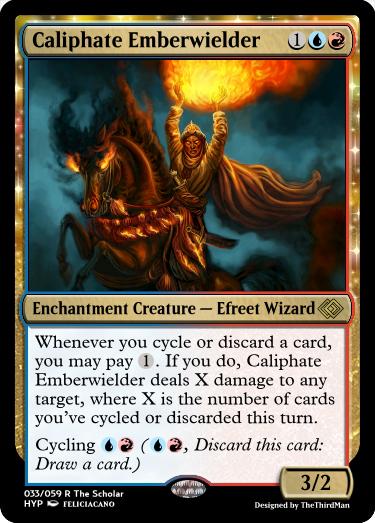 Caliphate Emberwielder 1
Enchantment Creature — Efreet Wizard
Whenever you cycle or discard a card,
you may pay 1. If you do, Caliphate
Emberwielder deals X damage to any
target, where X is the number of cards
you've cycled or discarded this turn.
Cycling ( , Discard this card:
Draw a card.)
3/2
033/059 R The Scholar
HYP FELICIACANO
Designed by TheThirdMan